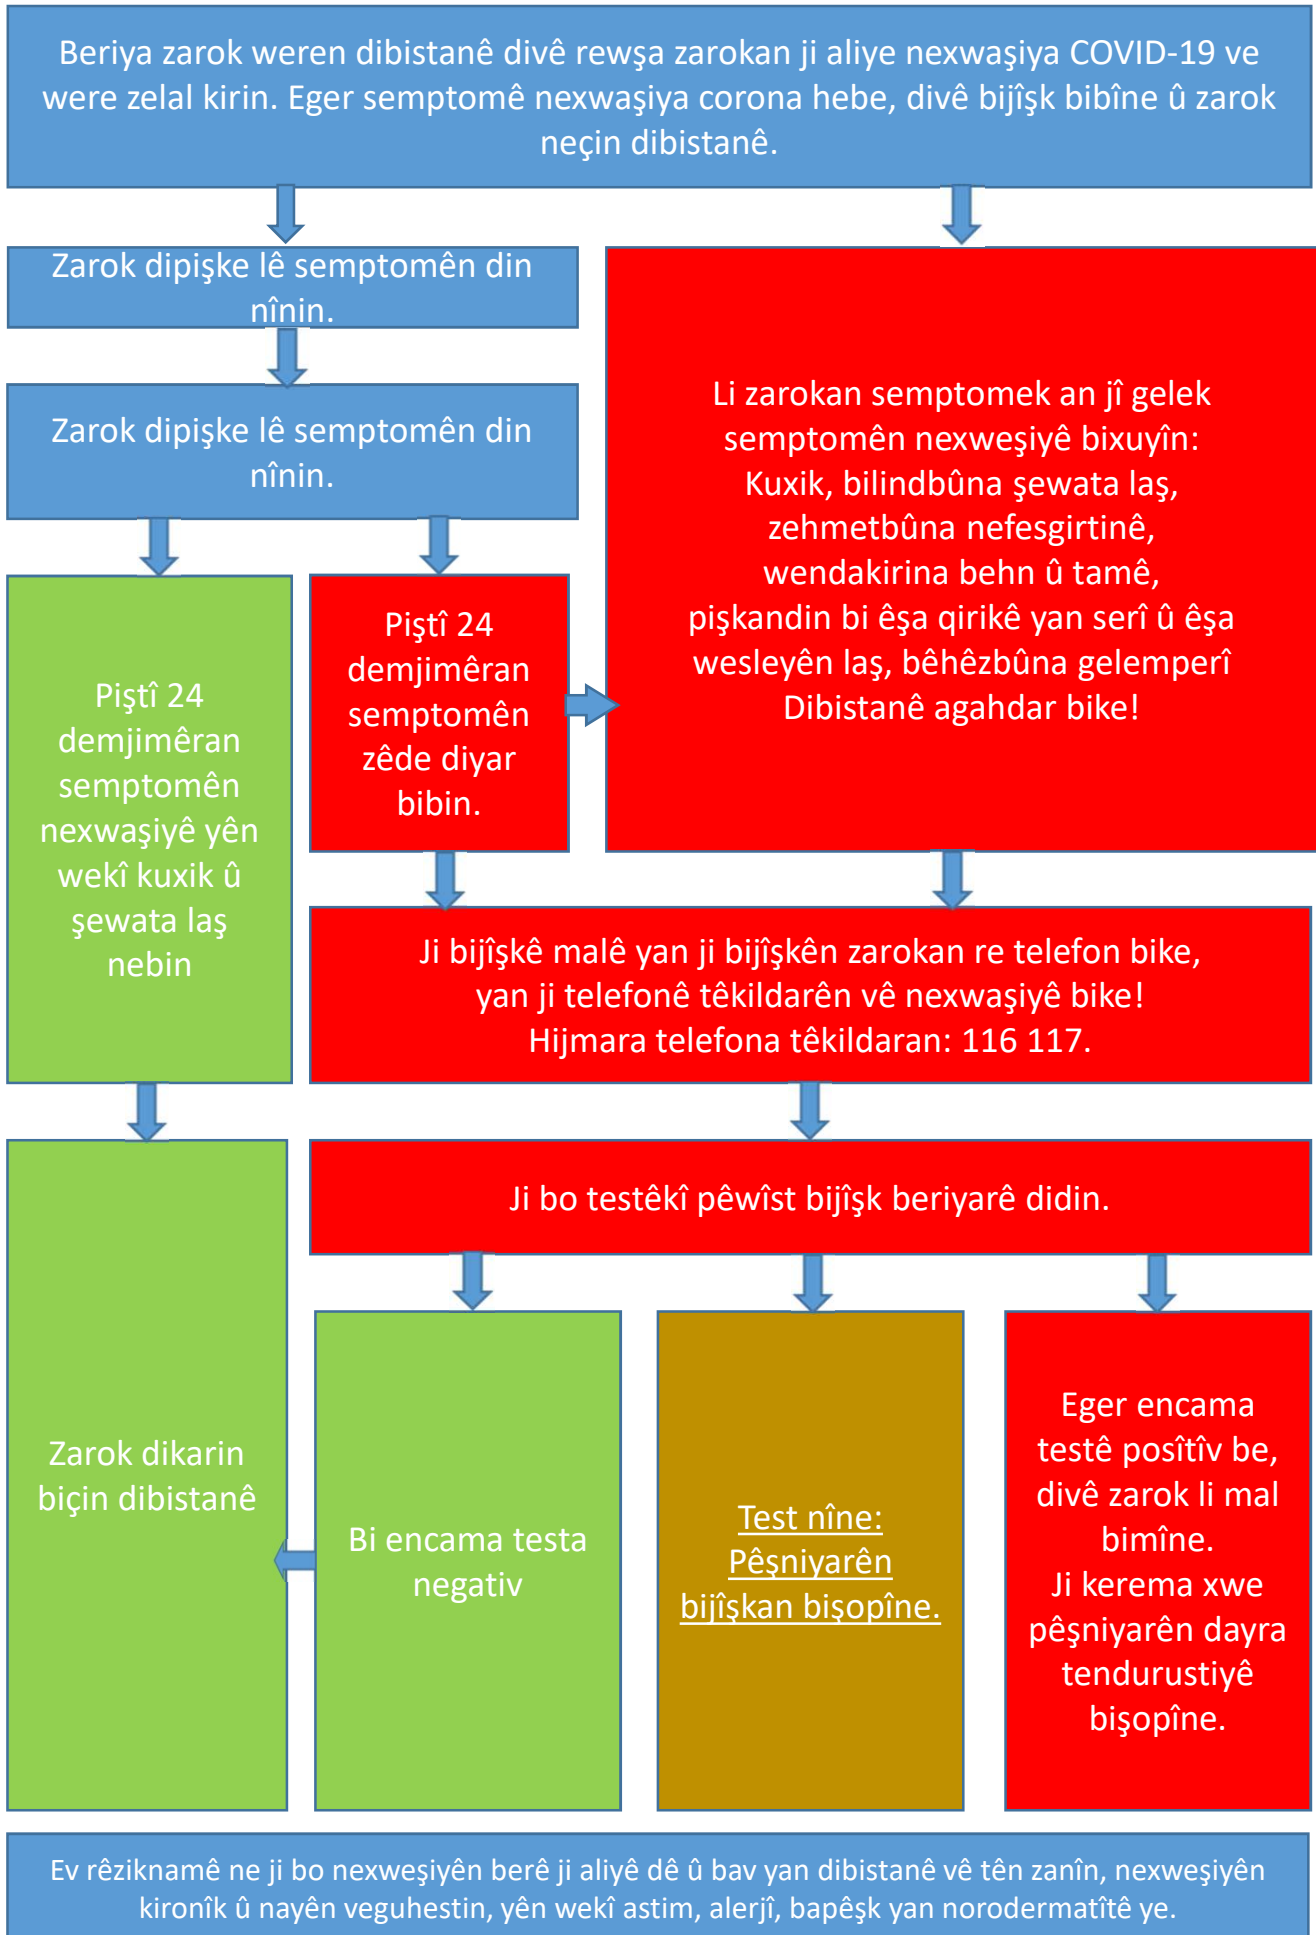 Beriya zarok weren dibistanê divê rewşa zarokan ji aliye nexwaşiya COVID-19 ve
were zelal kirin. Eger semptomê nexwaşiya corona hebe, divê bijîşk bibîne û zarok
neçin dibistanê.
Zarok dipişke lê semptomên din
nînin.
Zarok dipişke lê semptomên din
nînin.
Li zarokan semptomek an jî gelek
semptomên nexweşiyê bixuyîn:
Kuxik, bilindbûna şewata laş,
zehmetbûna nefesgirtinê,
wendakirina behn û tamê,
pişkandin bi êşa qirikê yan serî û êşa
wesleyên laş, bêhêzbûna gelemperî
Dibistanê agahdar bike!
Piştî 24
demjimêran
semptomên
nexwaşiyê yên
wekî kuxik û
şewata laş
nebin
Piştî 24
demjimêran
semptomên
zêde diyar
bibin.
Ji bijîşkê malê yan ji bijîşkên zarokan re telefon bike,
yan ji telefonê têkildarên vê nexwaşiyê bike!
Hijmara telefona têkildaran: 116 117.
Ji bo testêkî pêwîst bijîşk beriyarê didin.
Zarok dikarin
biçin dibistanê
Bi encama testa
negativ
Test nîne:
Pêşniyarên
bijîşkan bişopîne.
Eger encama
testê posîtîv be,
divê zarok li mal
bimîne.
Ji kerema xwe
pêşniyarên dayra
tendurustiyê
bişopîne.
Ev rêziknamê ne ji bo nexweşiyên berê ji aliyê dê û bav yan dibistanê vê tên zanîn, nexweşiyên
kironîk û nayên veguhestin, yên wekî astim, alerjî, bapêşk yan norodermatîtê ye.